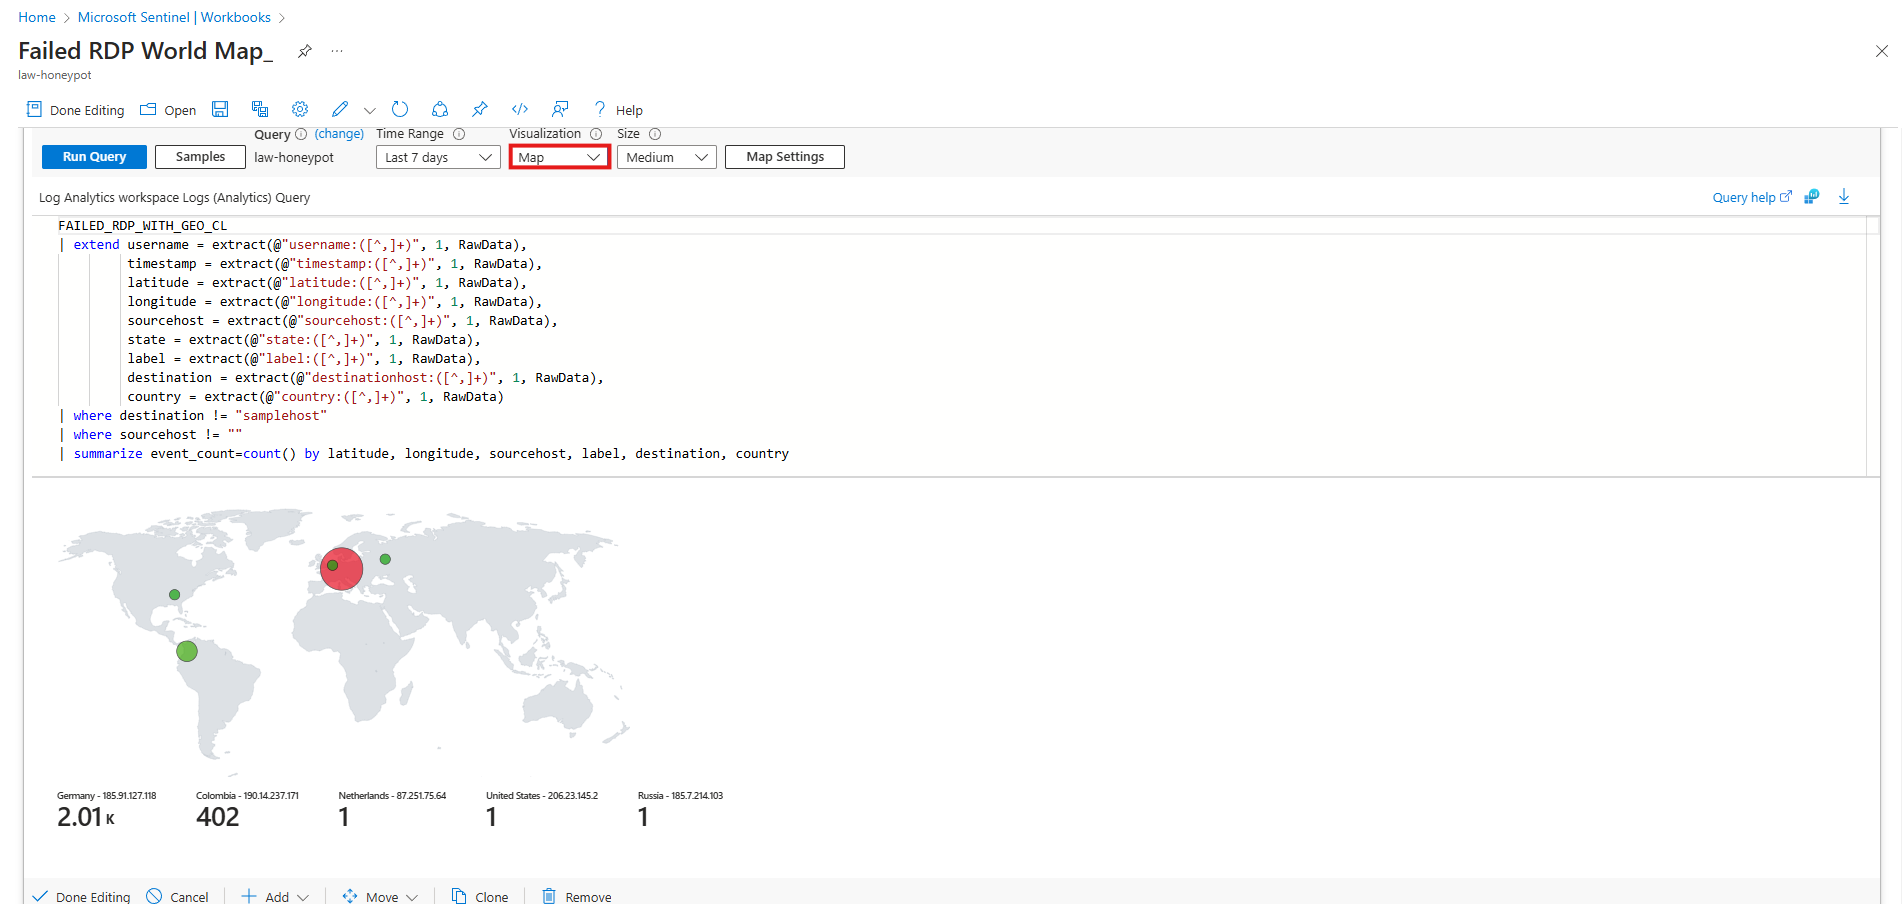 Home > Microsoft Sentinel | Workbooks >
Failed RDP World Map_ ...
law-honeypot
Done Editing Open Help
Query (change) Time Range Visualization Size
Run Query Samples law-honeypot Last 7 days Map Medium Map Settings
Log Analytics workspace Logs (Analytics) Query Query help
FAILED_RDP_WITH_GEO_CL
| extend username = extract(@"username:([^,]+)", 1, RawData),
timestamp = extract(@"timestamp:([^,]+)", 1, RawData),
latitude = extract(@"latitude:([^,]+)", 1, RawData),
longitude = extract(@"longitude:([^,]+)", 1, RawData),
sourcehost = extract(@"sourcehost:([^,]+)", 1, RawData),
state = extract(@"state:([^,]+)", 1, RawData),
label = extract(@"label:([^,]+)", 1, RawData),
destination = extract(@"destinationhost:([^,]+)", 1, RawData),
country = extract(@"country:([^,]+)", 1, RawData)
| where destination != "samplehost"
| where sourcehost != ""
| summarize event_count=count() by latitude, longitude, sourcehost, label, destination, country
Germany - 185.91.127.118 Colombia - 190.14.237.171 Netherlands - 87.251.75.64 United States - 206.23.145.2 Russia - 185.7.214.103
2.01 K 402 1 1 1
Done Editing Cancel Add Move Clone Remove